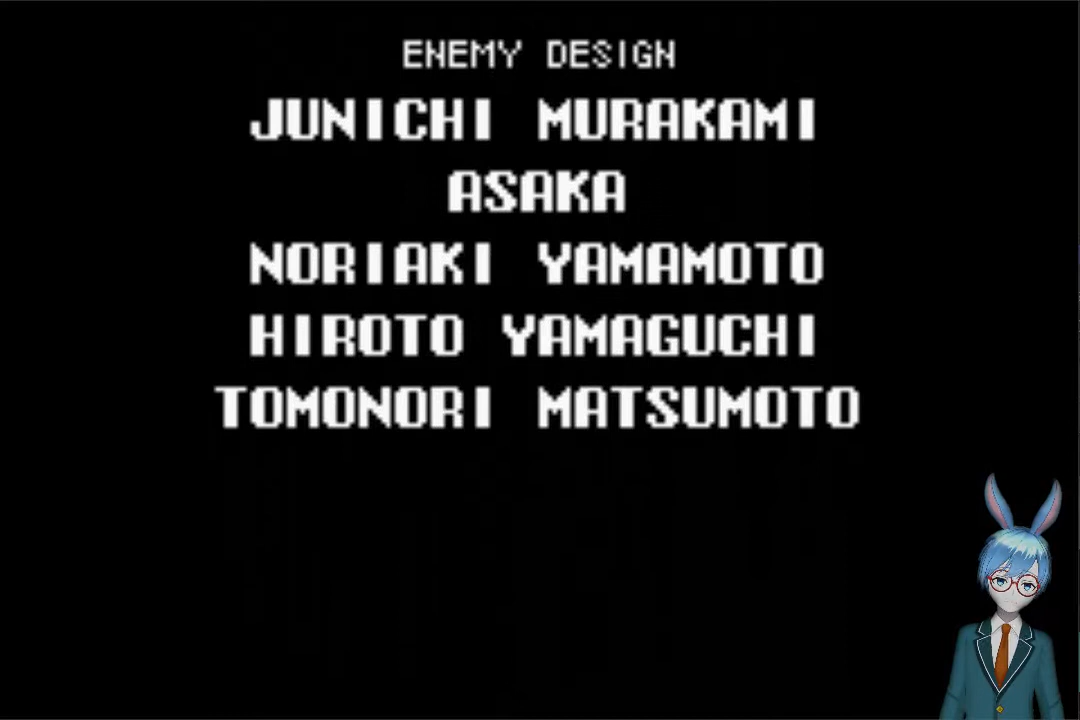 ENEMY DESIGN
JUNICHI MURAKAMI
ASAKA
NORIAKI YAMAMOTO
HIROTO YAMAGUCHI
TOMONORI MATSUMOTO